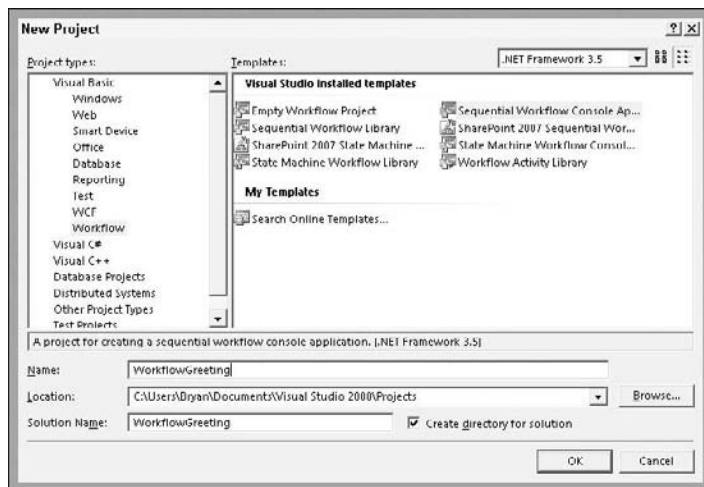 New Project
Project types:
Templates:
.NET Framework 3.5
Visual Basic
Windows
Web
Smart Device
Office
Database
Reporting
Test
WCF
Workflow
Visual C#
Visual C++
Database Projects
Distributed Systems
Other Project Types
Test Projects
Visual Studio installed templates
Empty Workflow Project
Sequential Workflow Console Ap...
Sequential Workflow Library
SharePoint 2007 Sequential Wor...
SharePoint 2007 State Machine ...
State Machine Workflow Consol...
State Machine Workflow Library
Workflow Activity Library
My Templates
Search Online Templates...
A project for creating a sequential workflow console application. (.NET Framework 3.5)
Name:
WorkflowGreeting
Location:
C:\Users\Bryan\Documents\Visual Studio 2008\Projects
Browse...
Solution Name:
WorkflowGreeting
Create directory for solution
OK
Cancel